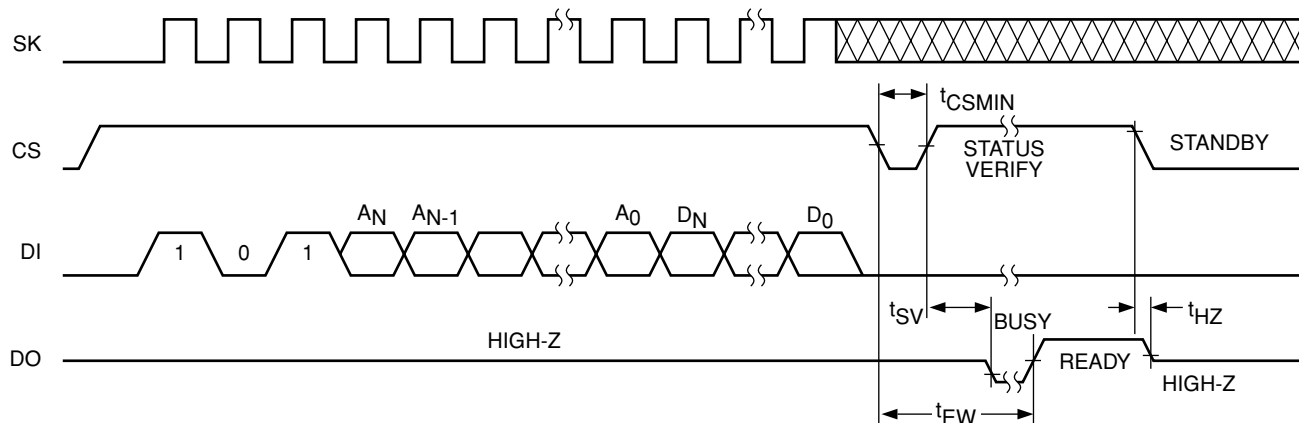 SK
tCSMIN
CS
STATUS
VERIFY
STANDBY
AN
AN-1
A0
DN
D0
DI
1
0
1
tSV
BUSY
tHZ
HIGH-Z
DO
READY
HIGH-Z
tEW